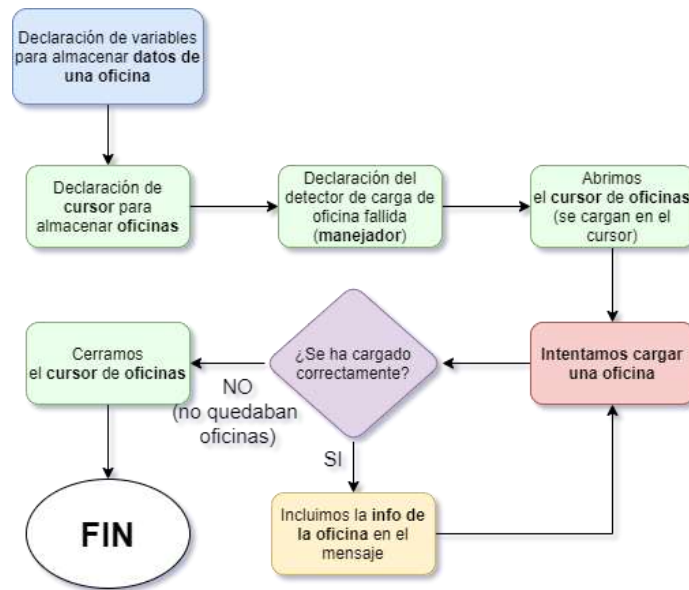 Declaración de variables
para almacenar datos de
una oficina
Declaración de
cursor para
almacenar oficinas
Declaración del
detector de carga de
oficina fallida
(manejador)
Abrimos
el cursor de oficinas
(se cargan en el
cursor)
Intentamos cargar
una oficina
¿Se ha cargado
correctamente?
NO
(no quedaban
oficinas)
Cerramos
el cursor de oficinas
FIN
SI
Incluimos la info de
la oficina en el
mensaje